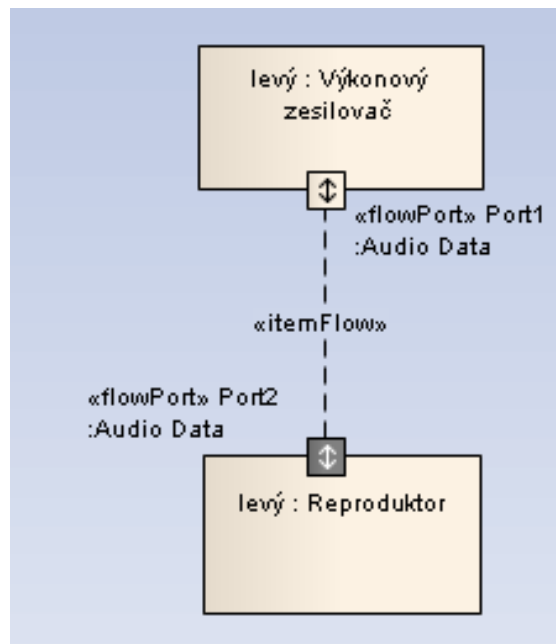 levý : Výkonový
zesilovač
«flowPort» Port1
:Audio Data
«itemFlow»
«flowPort» Port2
:Audio Data
levý : Reproduktor